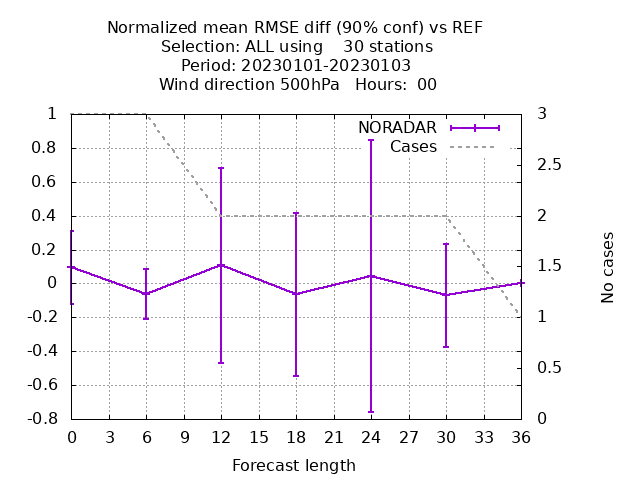 Normalized mean RMSE diff (90% conf) vs REF
Selection: ALL using    30 stations
Period: 20230101-20230103
Wind direction 500hPa   Hours:  00
NORADAR
Cases
1
0.8
0.6
0.4
0.2
0
-0.2
-0.4
-0.6
-0.8
3
2.5
2
1.5
1
0.5
0
No cases
0 3 6 9 12 15 18 21 24 27 30 33 36
Forecast length